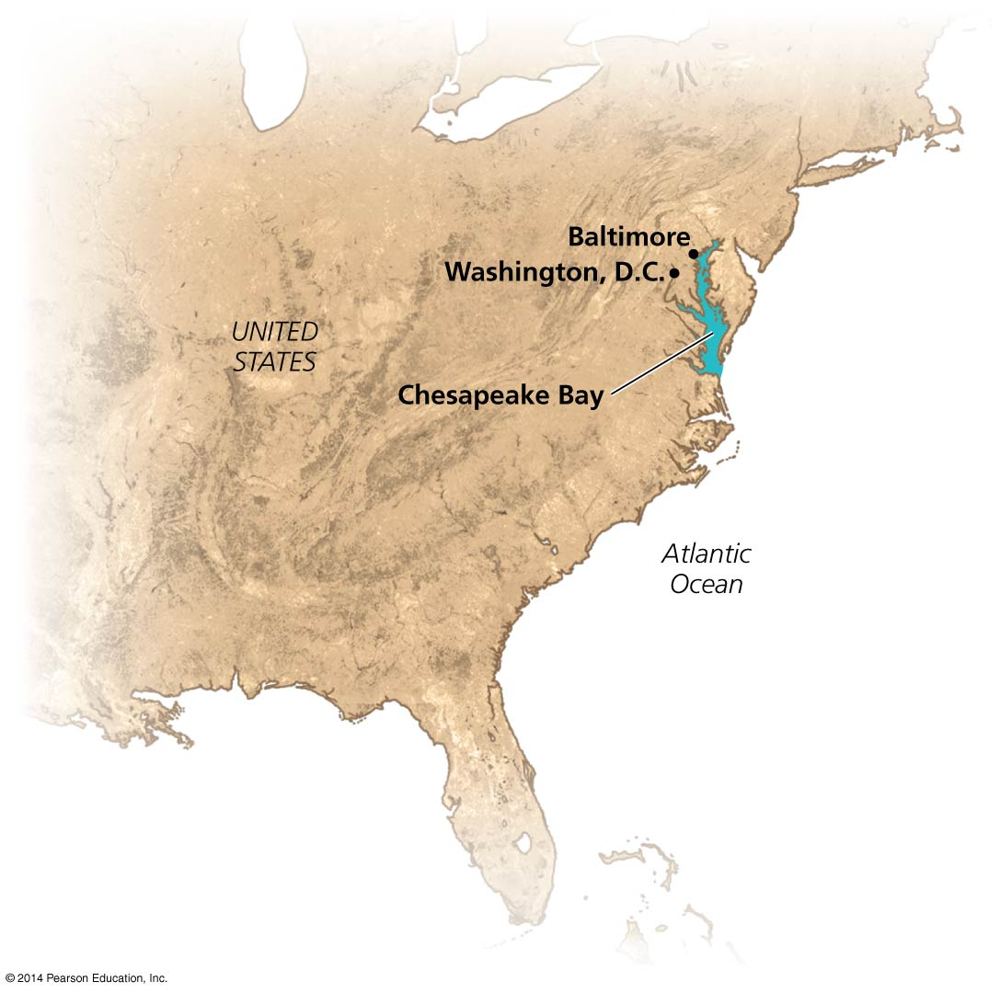 Baltimore
Washington, D.C.
UNITED
STATES
Chesapeake Bay
Atlantic
Ocean
© 2014 Pearson Education, Inc.